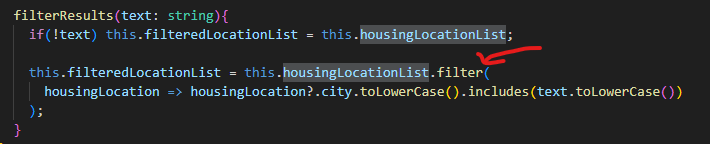 filterResults(text: string){
if(!text) this.filteredLocationList = this.housingLocationList;
this.filteredLocationList = this.housingLocationList.filter(
housingLocation => housingLocation?.city.toLowerCase().includes(text.toLowerCase())
);
}